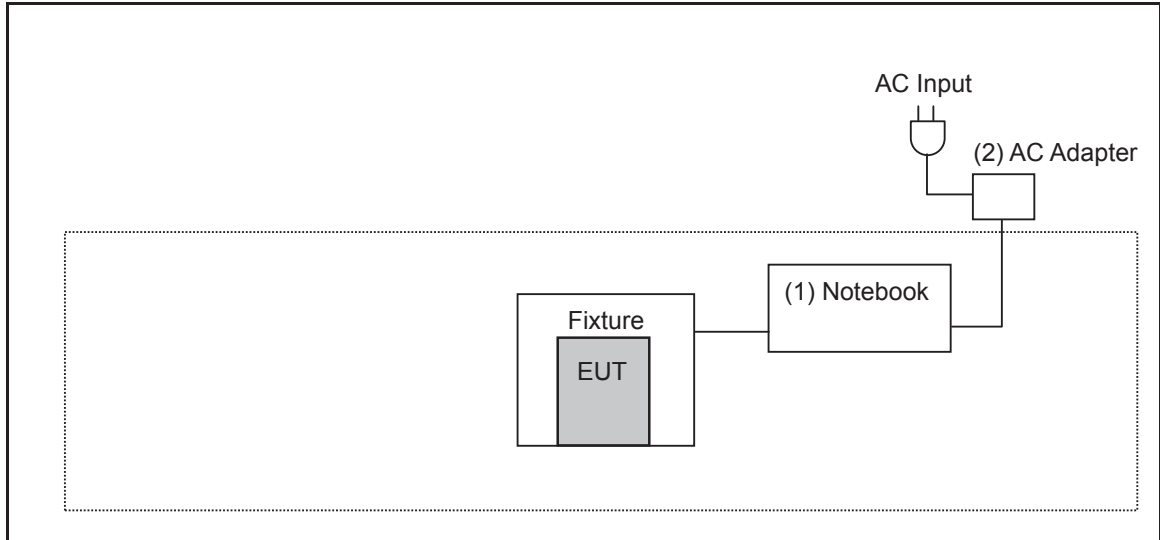 AC Input
(2) AC Adapter
(1) Notebook
Fixture
EUT